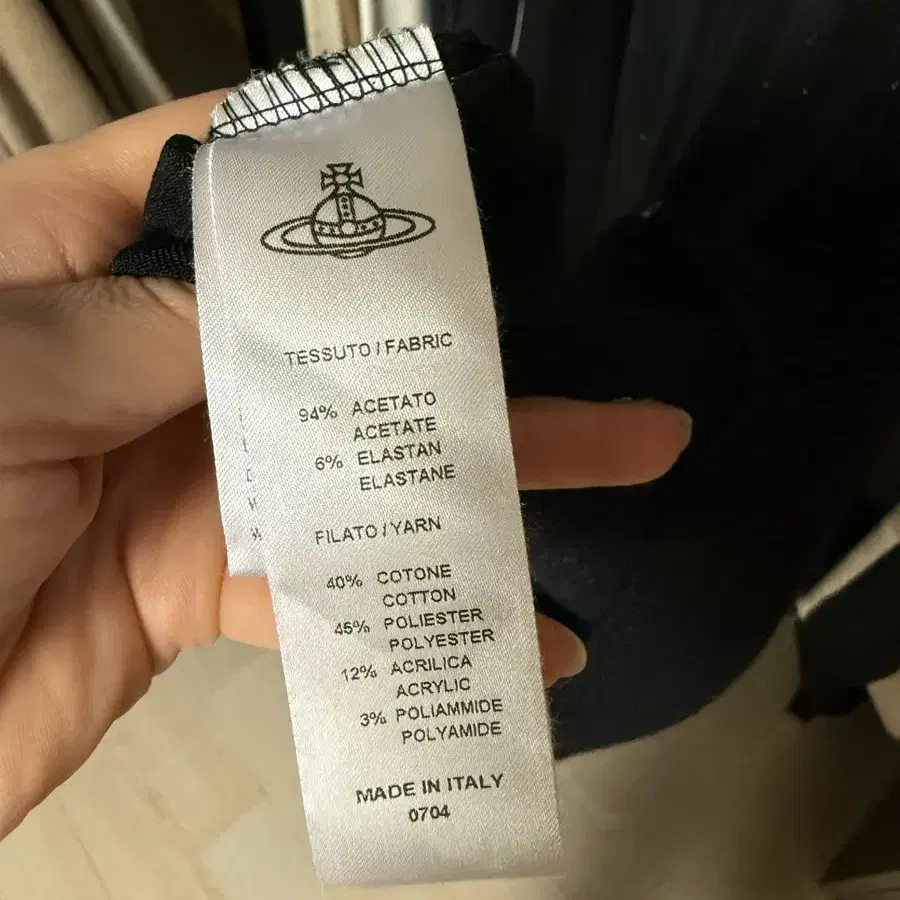 TESSUTO / FABRIC
94% ACETATO
ACETATE
6% ELASTAN
ELASTANE
FILATO / YARN
40% COTONE
COTTON
45% POLIESTER
POLYESTER
12% ACRILICA
ACRYLIC
3% POLIAMMIDE
POLYAMIDE
MADE IN ITALY
0704